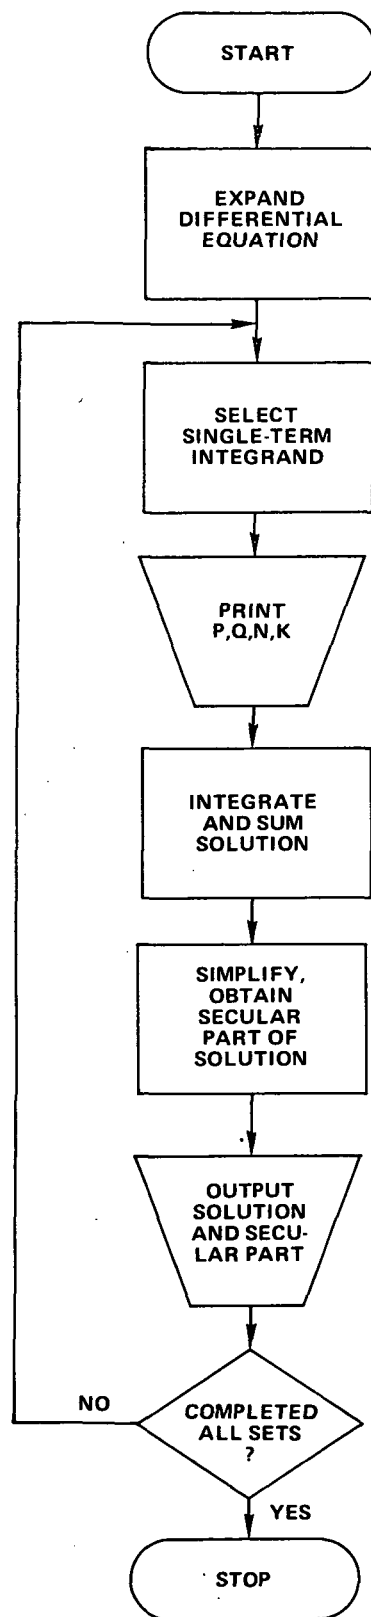 START
EXPAND
DIFFERENTIAL
EQUATION
SELECT
SINGLE-TERM
INTEGRAND
PRINT
P,Q,N,K
INTEGRATE
AND SUM
SOLUTION
SIMPLIFY,
OBTAIN
SECULAR
PART OF
SOLUTION
OUTPUT
SOLUTION
AND SECU-
LAR PART
NO
COMPLETED
ALL SETS
?
YES
STOP